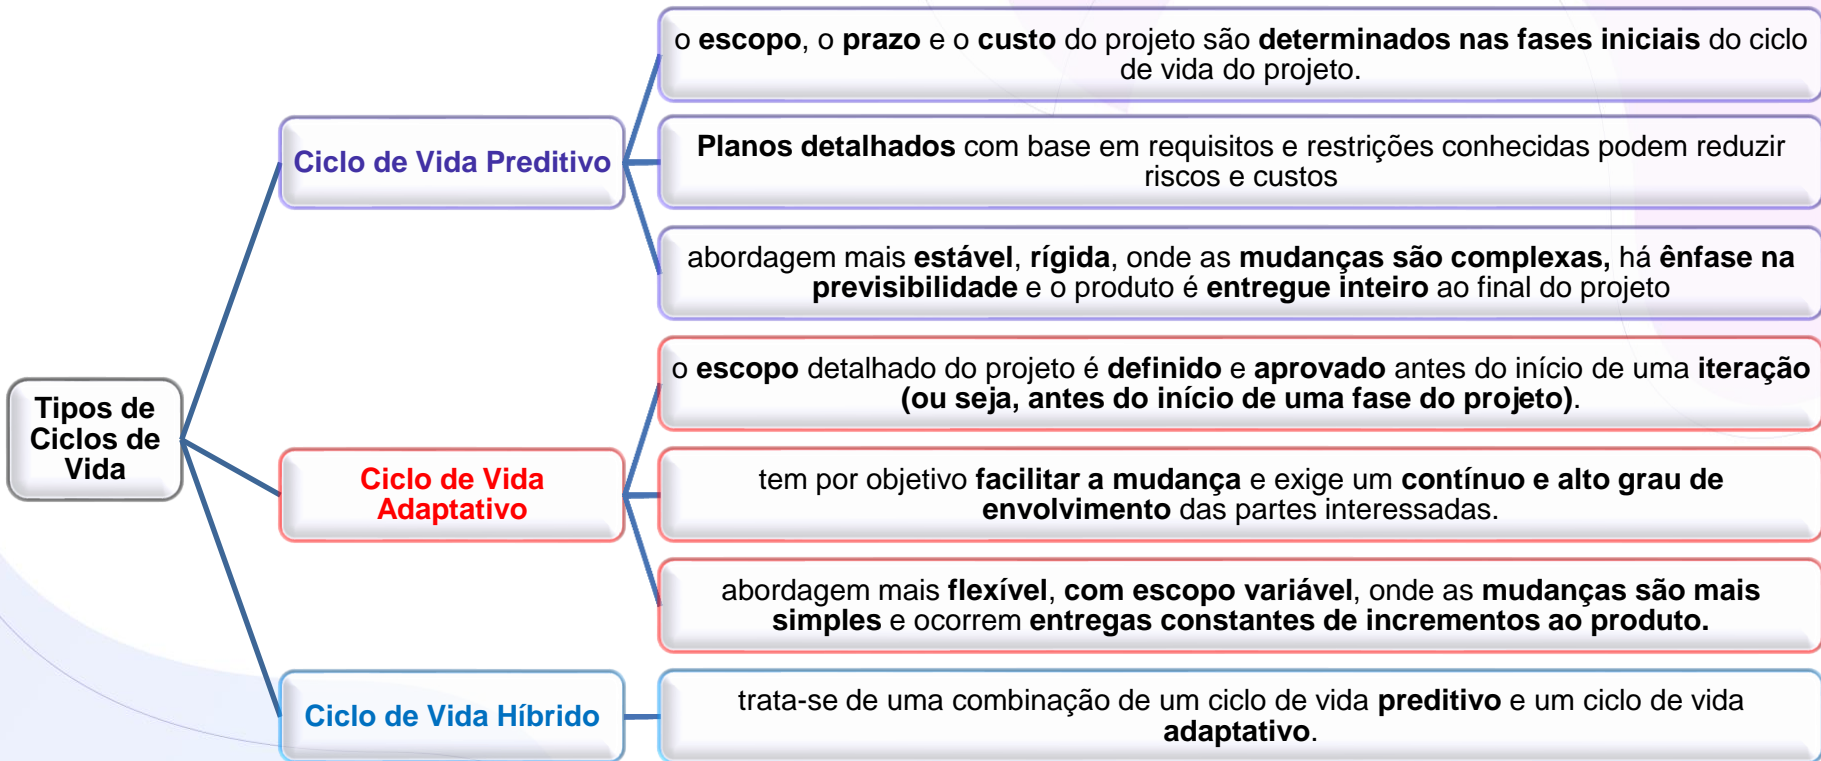 Tipos de
Ciclos de
Vida
Ciclo de Vida Preditivo
o escopo, o prazo e o custo do projeto são determinados nas fases iniciais do ciclo
de vida do projeto.
Planos detalhados com base em requisitos e restrições conhecidas podem reduzir
riscos e custos
abordagem mais estável, rígida, onde as mudanças são complexas, há ênfase na
previsibilidade e o produto é entregue inteiro ao final do projeto
Ciclo de Vida
Adaptativo
o escopo detalhado do projeto é definido e aprovado antes do início de uma iteração
(ou seja, antes do início de uma fase do projeto).
tem por objetivo facilitar a mudança e exige um contínuo e alto grau de
envolvimento das partes interessadas.
abordagem mais flexível, com escopo variável, onde as mudanças são mais
simples e ocorrem entregas constantes de incrementos ao produto.
Ciclo de Vida Híbrido
trata-se de uma combinação de um ciclo de vida preditivo e um ciclo de vida
adaptativo.